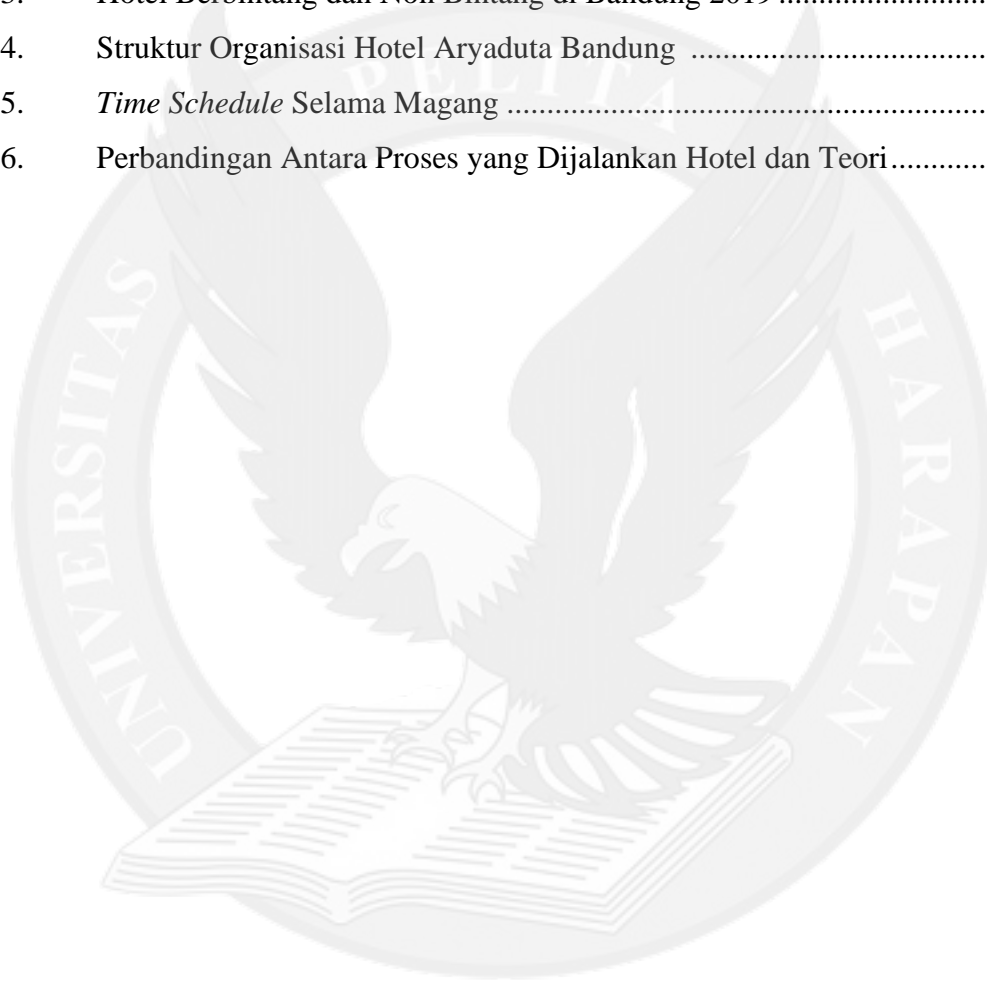 Hotel Berbintang dan Non Bintang di Bandung 2019 ..........................
4. Struktur Organisasi Hotel Aryaduta Bandung ....................................
5. Time Schedule Selama Magang ..........................................................
6. Perbandingan Antara Proses yang Dijalankan Hotel dan Teori............
UNIVERSITAS PELITA HARAPAN